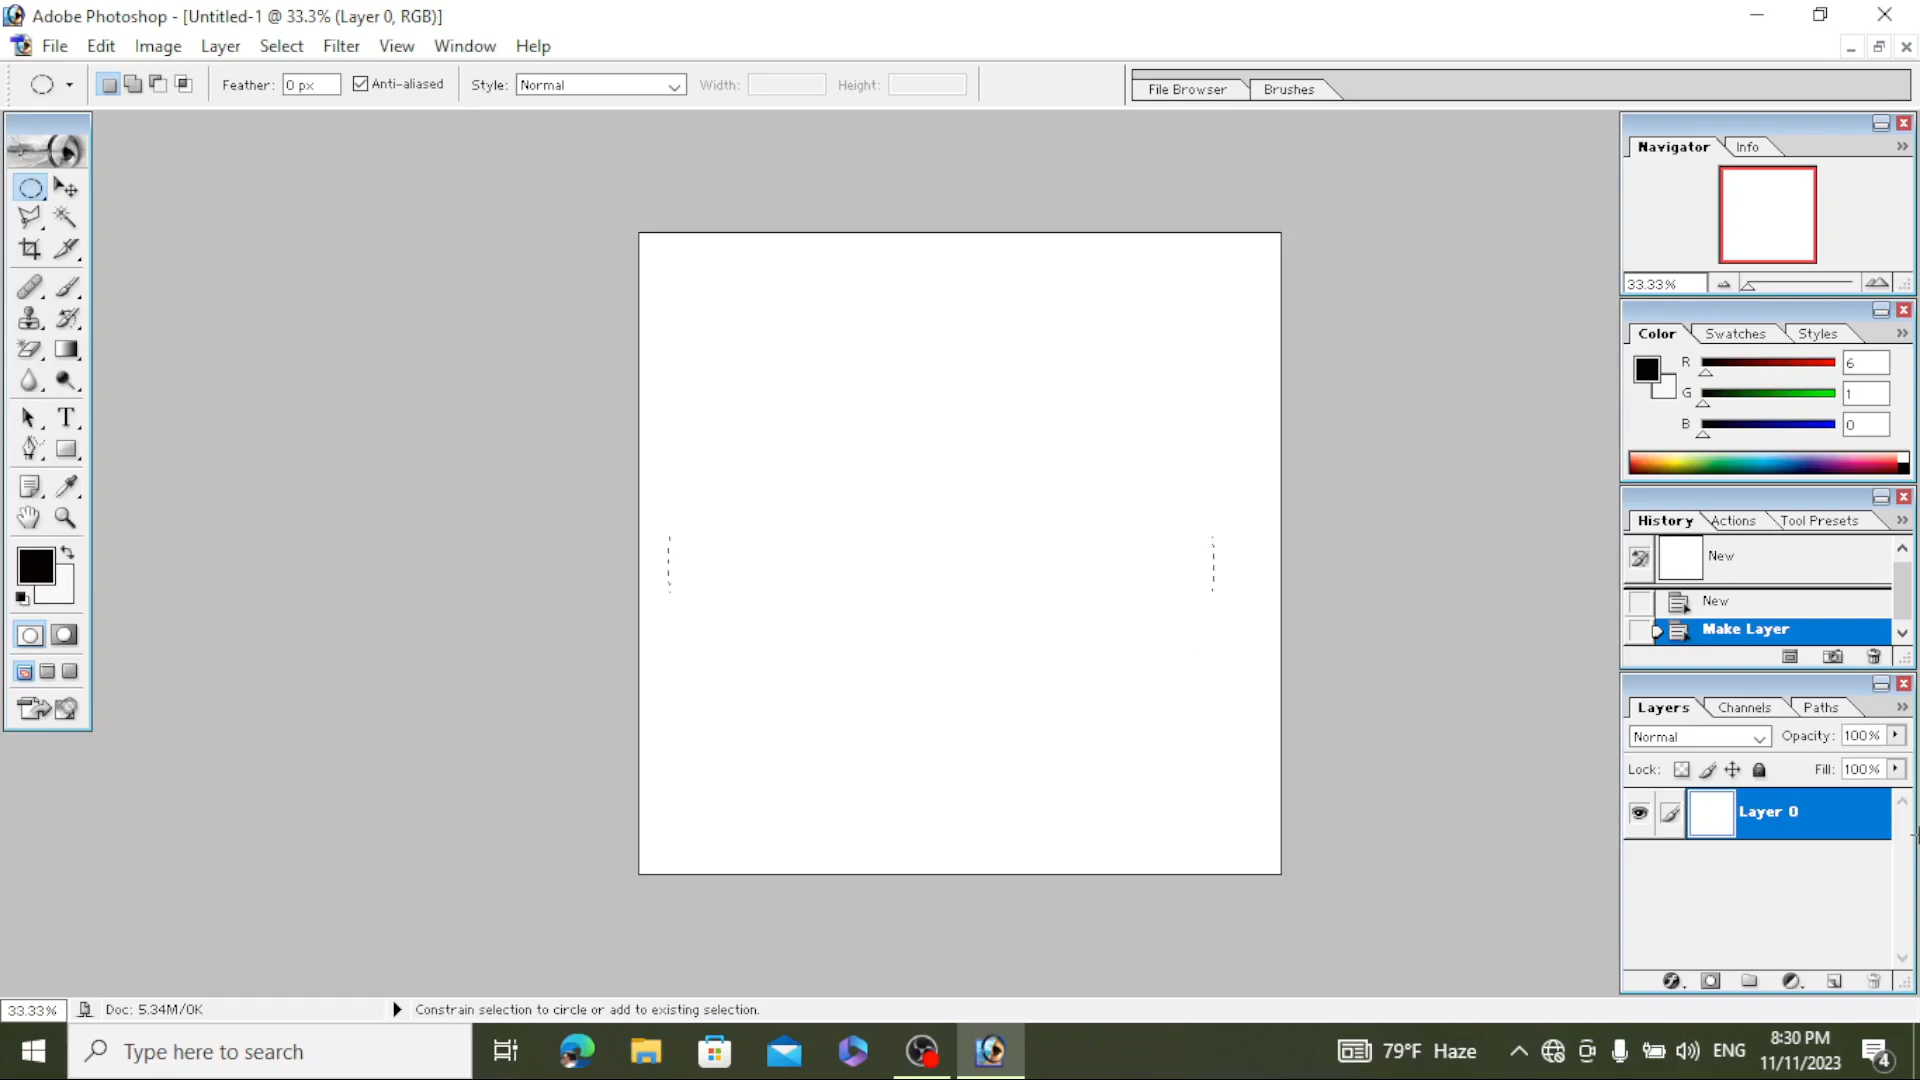 Adobe Photoshop - [Untitled-1 @ 33.3% (Layer 0, RGB)]
File Edit Image Layer Select Filter View Window Help
Feather: 0 px Anti-aliased Style: Normal Width: Height: File Browser Brushes
Navigator Info
33.33%
Color Swatches Styles
R 6
G 1
B 0
History Actions Tool Presets
New
New
Make Layer
Layers Channels Paths
Normal Opacity: 100%
Lock: Fill: 100%
Layer 0
T
33.33% Doc: 5.34M/0K Constrain selection to circle or add to existing selection.
Type here to search
79°F Haze
ENG
8:30 PM
11/11/2023
4